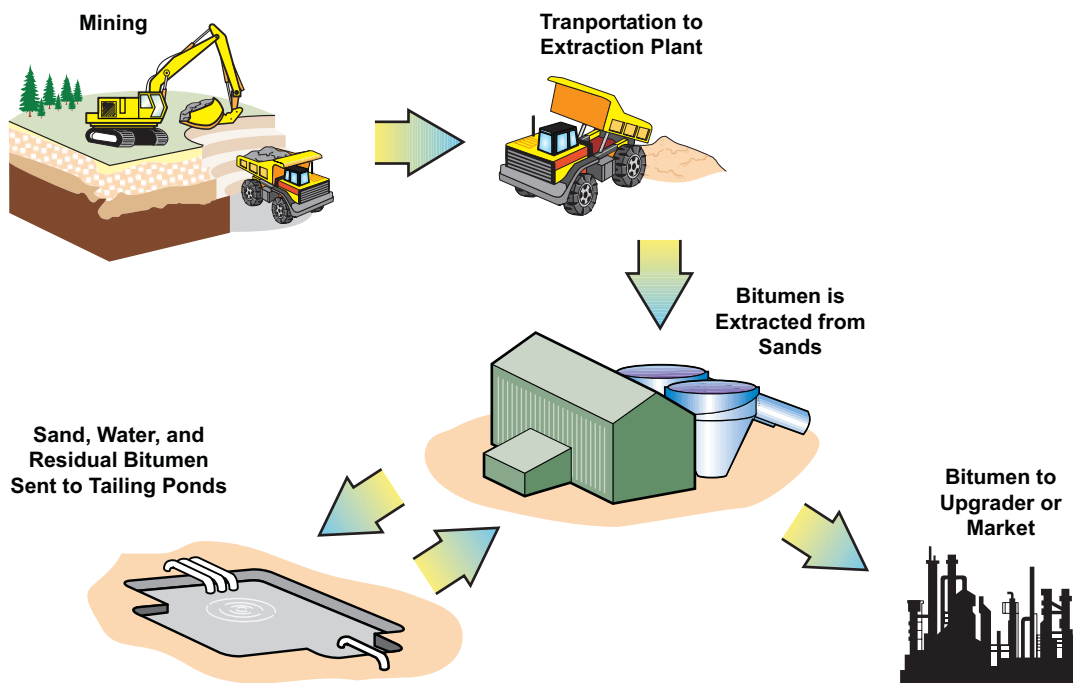 Mining
Tranportation to
Extraction Plant
Bitumen is
Extracted from
Sands
Sand, Water, and
Residual Bitumen
Sent to Tailing Ponds
Bitumen to
Upgrader or
Market